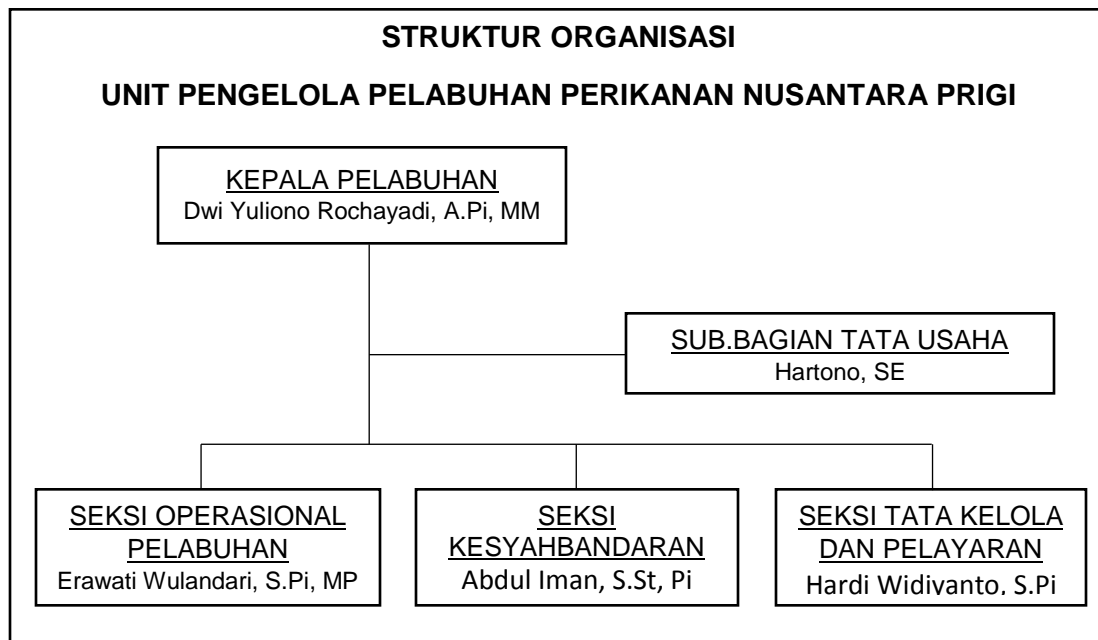 STRUKTUR ORGANISASI
UNIT PENGELOLA PELABUHAN PERIKANAN NUSANTARA PRIGI
KEPALA PELABUHAN
Dwi Yuliono Rochayadi, A.Pi, MM
SUB.BAGIAN TATA USAHA
Hartono, SE
SEKSI OPERASIONAL
PELABUHAN
Erawati Wulandari, S.Pi, MP
SEKSI
KESYAHBANDARAN
Abdul Iman, S.St, Pi
SEKSI TATA KELOLA
DAN PELAYARAN
Hardi Widivanto, S.Pi